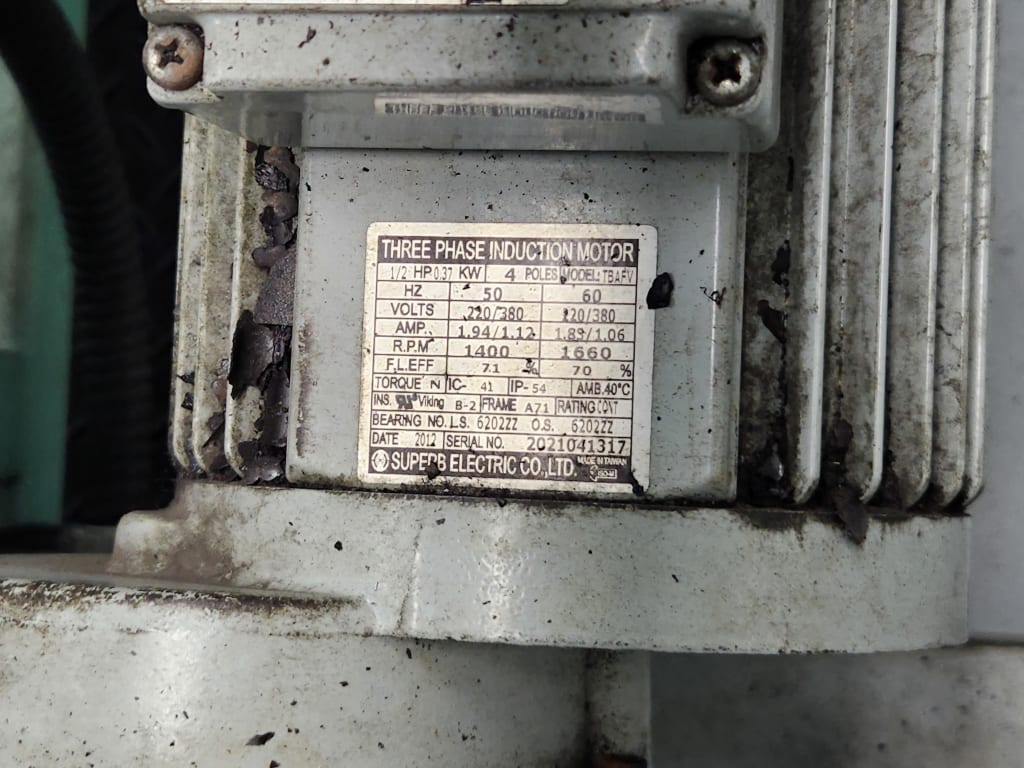 THREE PHASE INDUCTION MOTOR
1/2 HP 0.37 KW 4 POLES MODEL: TBAFV
HZ 50 60
VOLTS 220/380 220/380
AMP. 1.94/1.12 1.83/1.06
R.P.M 1400 1660
F.L.EFF 71 % 70 %
TORQUE N IC- 41 IP- 54 AMB.40°C
INS. Viking B-2 FRAME A71 RATING CONT
BEARING NO. L.S. 6202ZZ O.S. 6202ZZ
DATE 2012 SERIAL NO. 2021041317
SUPERB ELECTRIC CO., LTD. MADE IN TAIWAN